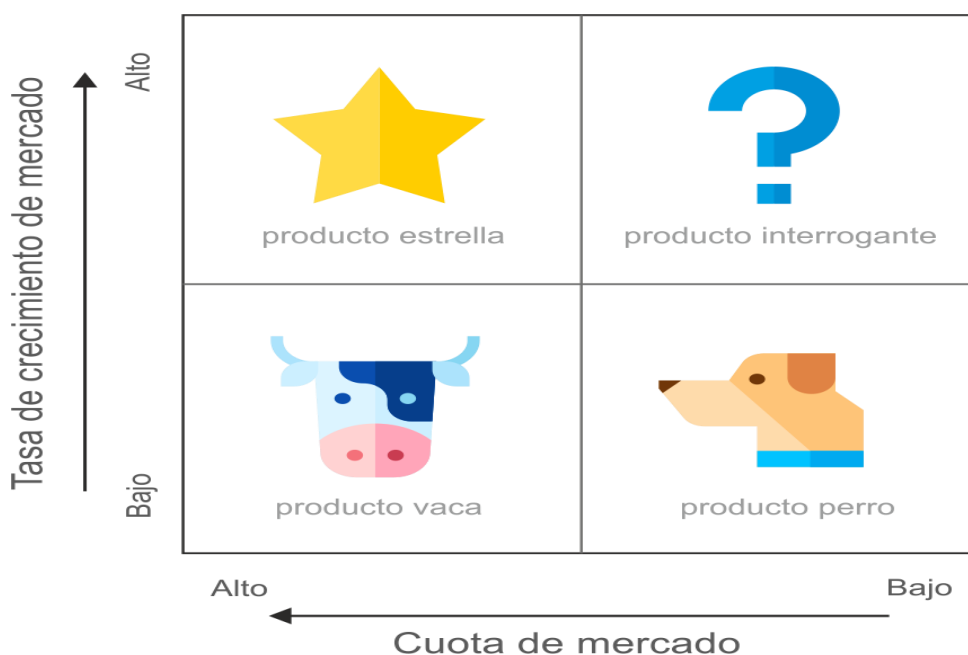 Tasa de crecimiento de mercado
Alto
producto estrella
producto interrogante
Bajo
producto vaca
producto perro
Alto
Bajo
Cuota de mercado